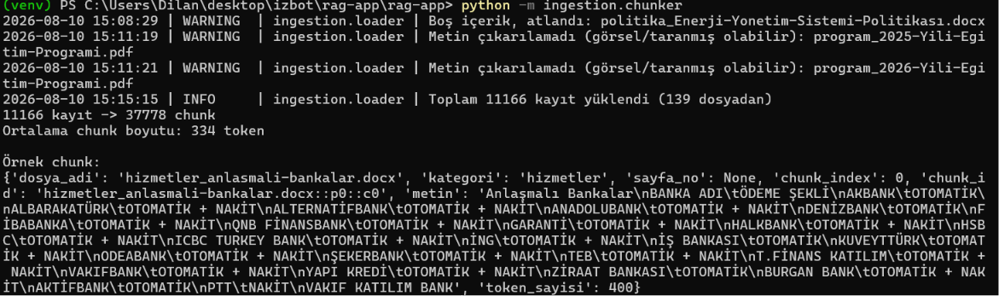 (venv) PS C:\Users\Dilan\desktop\izbot\rag-app\rag-app> python -m ingestion.chunker
2026-08-10 15:08:29 | WARNING  | ingestion.loader | Boş içerik, atlandı: politika_Enerji-Yonetim-Sistemi-Politikası.docx
2026-08-10 15:11:19 | WARNING  | ingestion.loader | Metin çıkarılamadı (görsel/taranmış olabilir): program_2025-Yili-Egi
tim-Programi.pdf
2026-08-10 15:11:21 | WARNING  | ingestion.loader | Metin çıkarılamadı (görsel/taranmış olabilir): program_2026-Yili-Egi
tim-Programi.pdf
2026-08-10 15:15:15 | INFO     | ingestion.loader | Toplam 11166 kayıt yüklendi (139 dosyadan)
11166 kayıt -> 37778 chunk
Ortalama chunk boyutu: 334 token

Örnek chunk:
{'dosya_adi': 'hizmetler_anlasmali-bankalar.docx', 'kategori': 'hizmetler', 'sayfa_no': None, 'chunk_index': 0, 'chunk_i
d': 'hizmetler_anlasmali-bankalar.docx::p0::c0', 'metin': 'Anlaşmalı Bankalar\nBANKA ADI\tÖDEME ŞEKLİ\nAKBANK\tOTOMATİK\
nALBARAKATÜRK\tOTOMATİK + NAKİT\nALTERNATİFBANK\tOTOMATİK + NAKİT\nANADOLUBANK\tOTOMATİK + NAKİT\nDENİZBANK\tOTOMATİK\nF
İBABANKA\tOTOMATİK + NAKİT\nQNB FİNANSBANK\tOTOMATİK + NAKİT\nGARANTİ\tOTOMATİK + NAKİT\nHALKBANK\tOTOMATİK + NAKİT\nHSB
C\tOTOMATİK + NAKİT\nICBC TURKEY BANK\tOTOMATİK + NAKİT\nİNG\tOTOMATİK + NAKİT\nİŞ BANKASI\tOTOMATİK\nKUVEYTTÜRK\tOTOMAT
İK + NAKİT\nODEABANK\tOTOMATİK + NAKİT\nŞEKERBANK\tOTOMATİK + NAKİT\nTEB\tOTOMATİK + NAKİT\nT.FİNANS KATILIM\tOTOMATİK +
 NAKİT\nVAKIFBANK\tOTOMATİK + NAKİT\nYAPI KREDİ\tOTOMATİK + NAKİT\nZİRAAT BANKASI\tOTOMATİK\nBURGAN BANK\tOTOMATİK + NAK
İT\nAKTİFBANK\tOTOMATİK\nPTT\tNAKİT\nVAKIF KATILIM BANK', 'token_sayisi': 400}